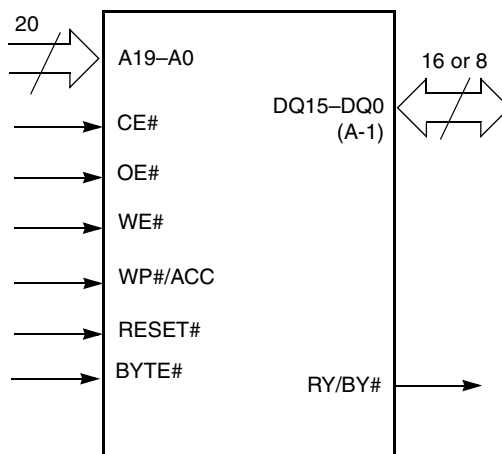 20
A19–A0
16 or 8
DQ15–DQ0
(A-1)
CE#
OE#
WE#
WP#/ACC
RESET#
BYTE#
RY/BY#